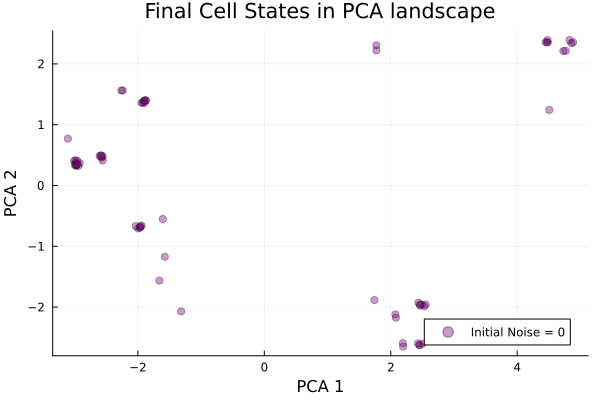 Final Cell States in PCA landscape
PCA 2
2
1
0
−1
−2
Initial Noise = 0
−2
0
2
4
PCA 1